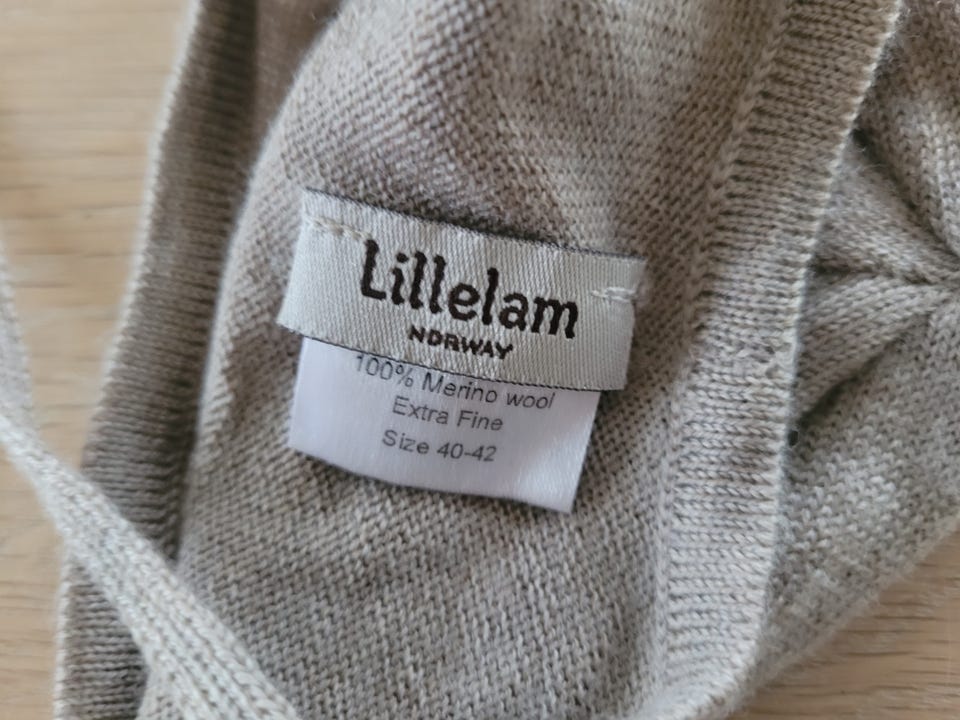 Lillelam
NORWAY
100% Merino wool
Extra Fine
Size 40-42